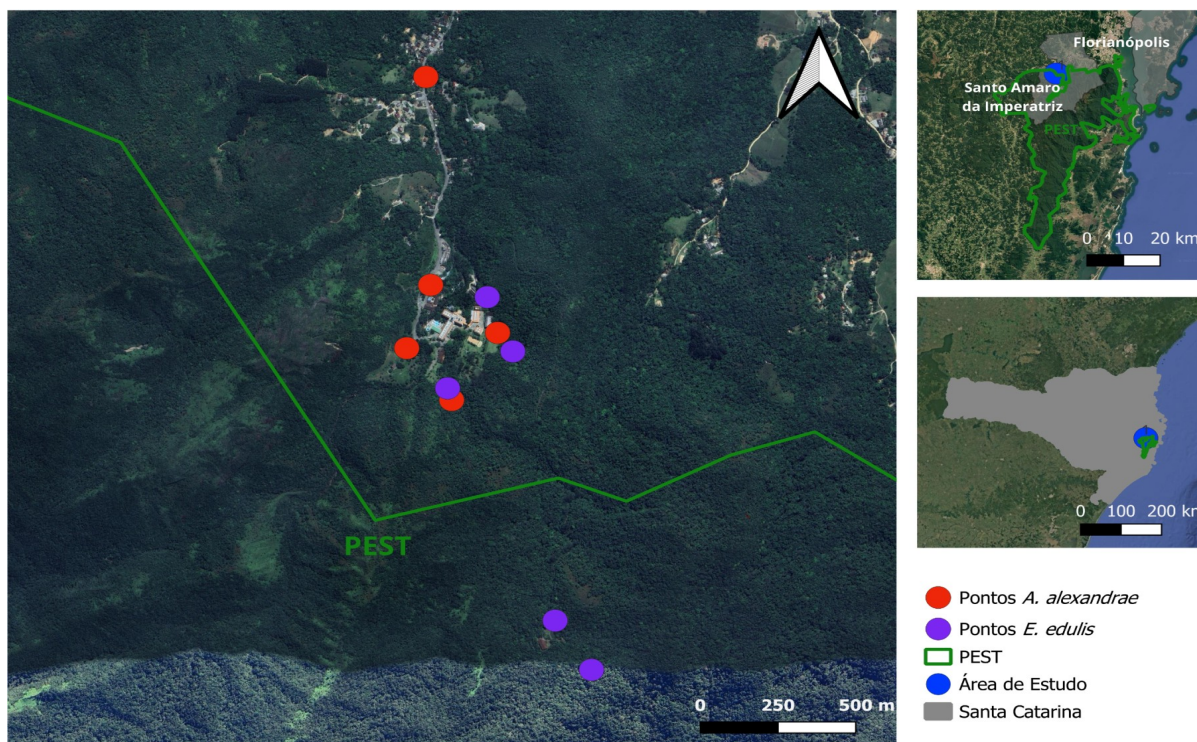 PEST
0 250 500 m
Florianópolis
Santo Amaro
da Imperatriz
PEST
0 10 20 km
0 100 200 km
Pontos A. alexandrae
Pontos E. edulis
PEST
Área de Estudo
Santa Catarina